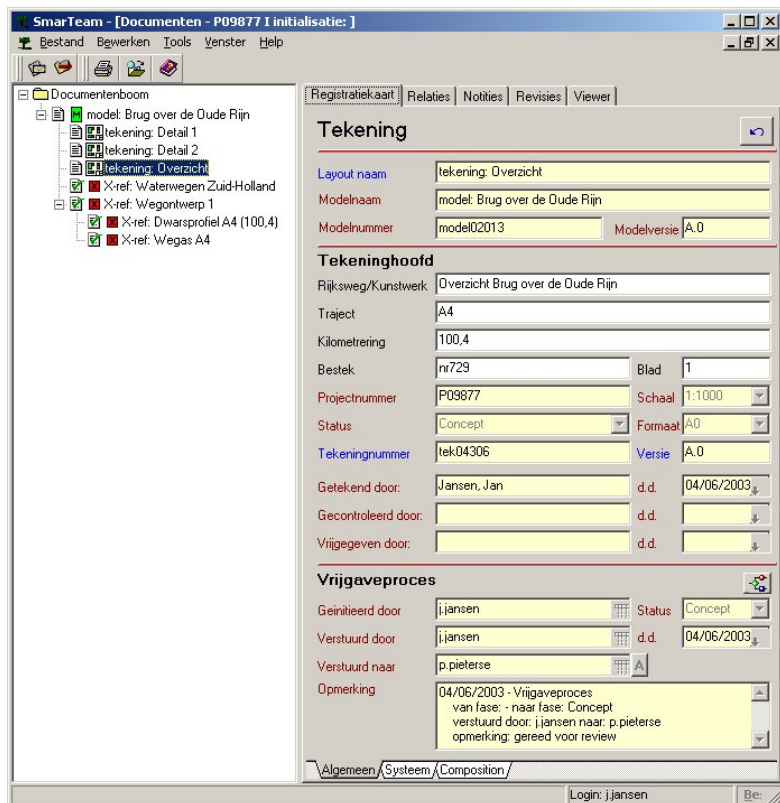 SmarTeam - [Documenten - P09877 I initialisatie: ]
Bestand Bewerken Tools Venster Help
Documentenboom
model: Brug over de Oude Rijn
tekening: Detail 1
tekening: Detail 2
tekening: Overzicht
X-ref: Waterwegen Zuid-Holland
X-ref: Wegontwerp 1
X-ref: Dwarsprofiel A4 (100,4)
X-ref: Wegas A4
Registratiekaart Relaties Notities Revisies Viewer
Tekening
Layout naam tekening: Overzicht
Modelnaam model: Brug over de Oude Rijn
Modelnummer model02013 Modelversie A.0
Tekeninghoofd
Rijksweg/Kunstwerk Overzicht Brug over de Oude Rijn
Traject A4
Kilometrering 100,4
Bestek nr729 Blad 1
Projectnummer P09877 Schaal 1:1000
Status Concept Formaat A0
Tekeningnummer tek04306 Versie A.0
Getekend door: Jansen, Jan d.d. 04/06/2003
Gecontroleerd door: d.d.
Vrijgegeven door: d.d.
Vrijgaveproces
Geinitieerd door j.jansen Status Concept
Verstuurd door j.jansen d.d. 04/06/2003
Verstuurd naar p.pieterse A
Opmerking 04/06/2003 - Vrijgaveproces
van fase: - naar fase: Concept
verstuurd door: j.jansen naar: p.pieterse
opmerking: gereed voor review
Algemeen Systeem Composition
Login: j.jansen Be: